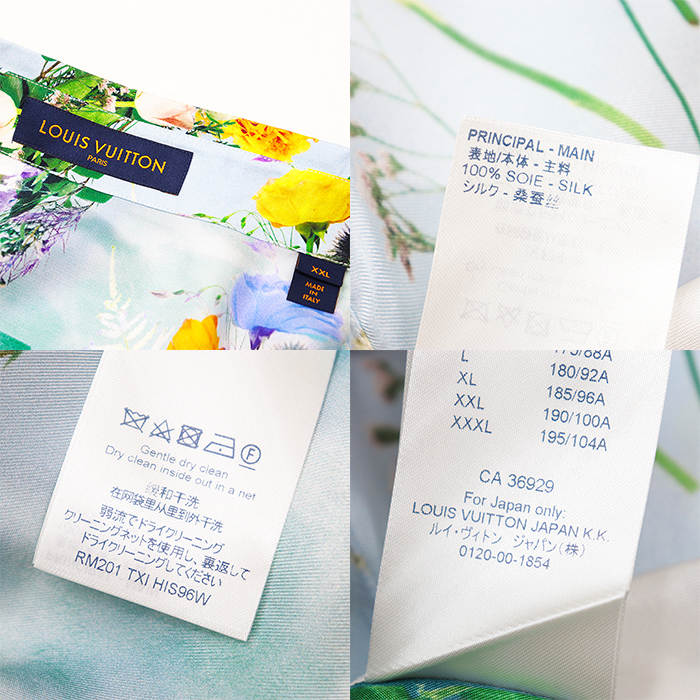 LOUIS VUITTON
PARIS
XXL
MADE
IN
ITALY
PRINCIPAL - MAIN
表地/本体 - 主料
100% SOIE - SILK
シルク - 桑蚕丝
Gentle dry clean
Dry clean inside out in a net
缓和干洗
在网袋里从里到外干洗
弱流でドライクリーニング
クリーニングネットを使用し、裏返して
ドライクリーニングしてください
RM201 TXI HIS96W
L 175/88A
XL 180/92A
XXL 185/96A
XXXL 190/100A
195/104A
CA 36929
For Japan only:
LOUIS VUITTON JAPAN K.K.
ルイ・ヴィトン ジャパン(株)
0120-00-1854